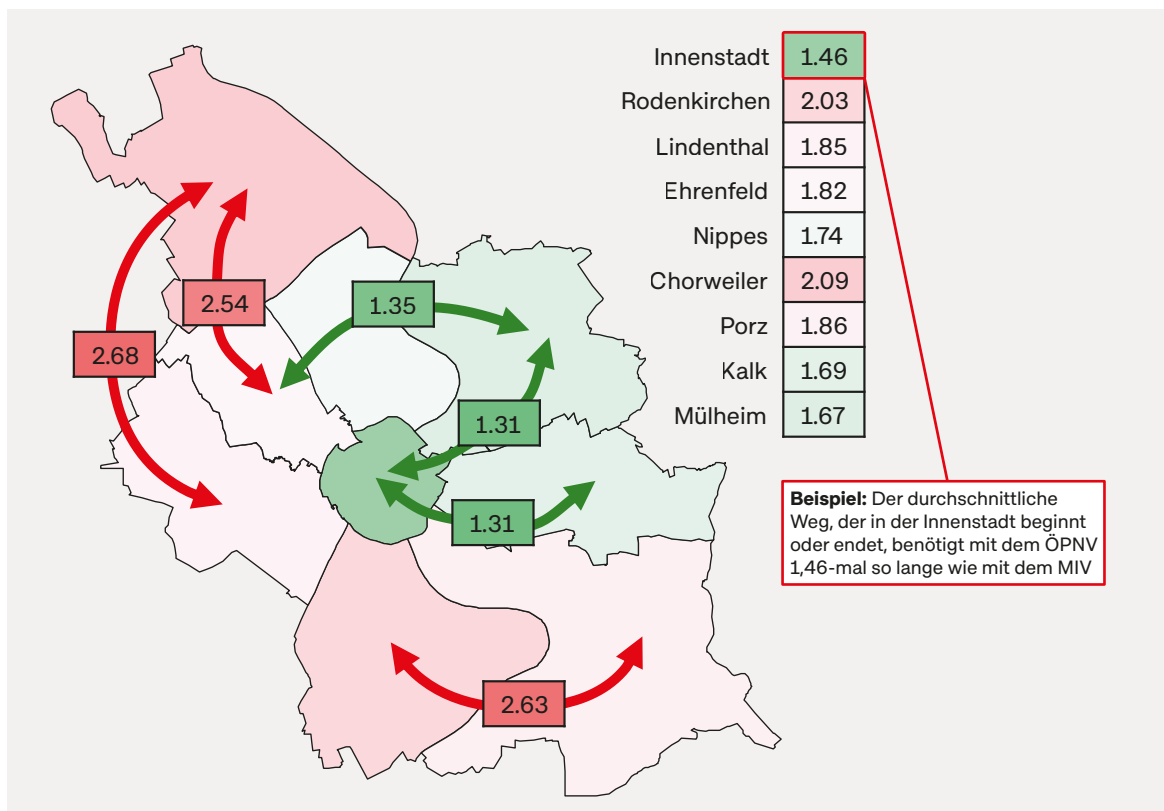 Innenstadt 1.46
Rodenkirchen 2.03
Lindenthal 1.85
Ehrenfeld 1.82
Nippes 1.74
Chorweiler 2.09
Porz 1.86
Kalk 1.69
Mülheim 1.67
2.54
1.35
2.68
1.31
1.31
2.63
Beispiel: Der durchschnittliche
Weg, der in der Innenstadt beginnt
oder endet, benötigt mit dem ÖPNV
1,46-mal so lange wie mit dem MIV